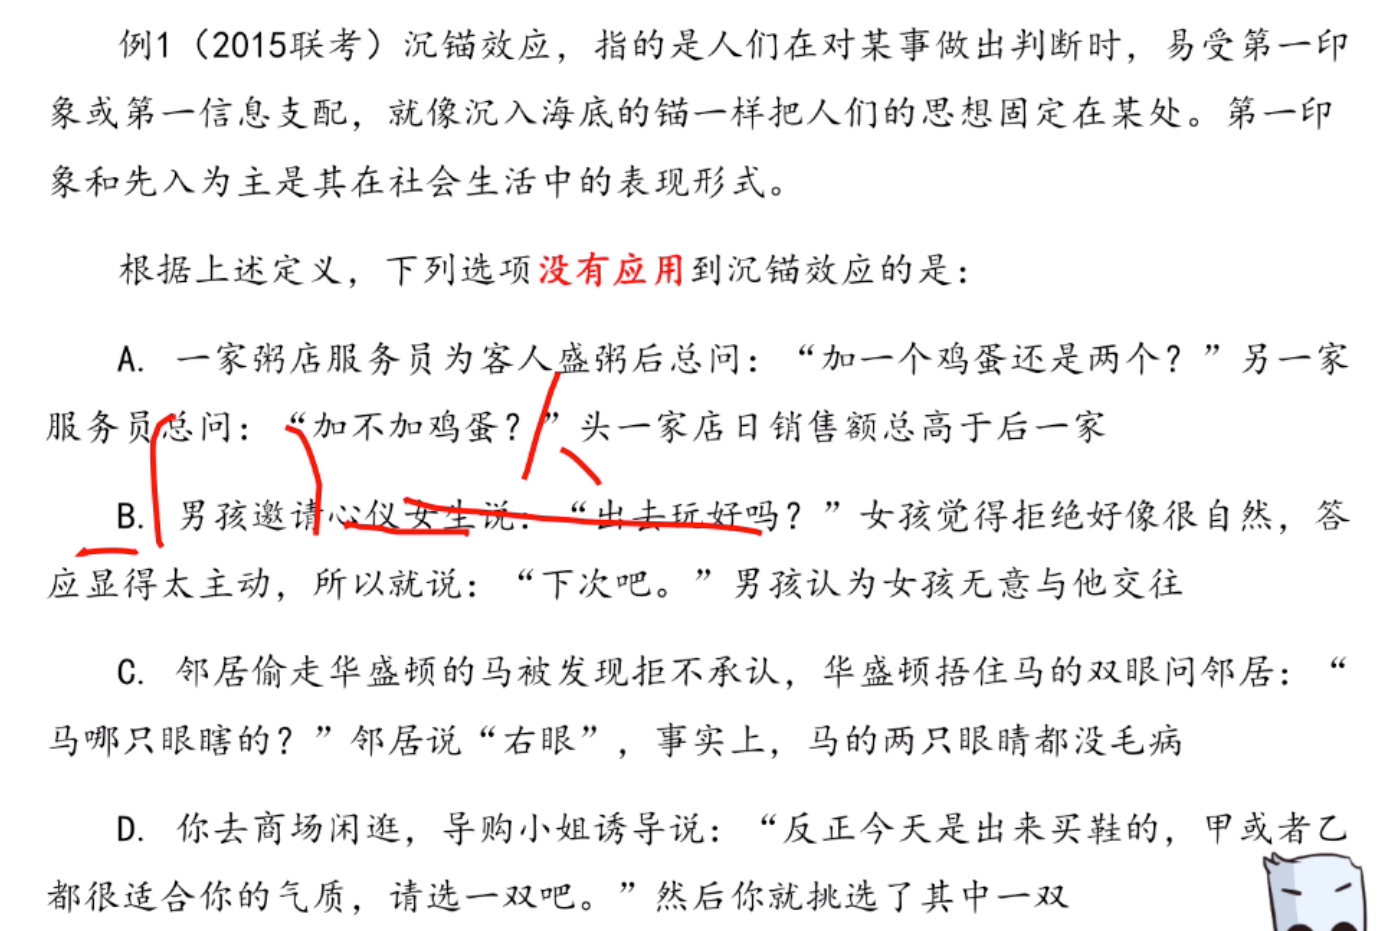 例1（2015联考）沉锚效应，指的是人们在对某事做出判断时，易受第一印
象或第一信息支配，就像沉入海底的锚一样把人们的思想固定在某处。第一印
象和先入为主是其在社会生活中的表现形式。
根据上述定义，下列选项没有应用到沉锚效应的是：
A. 一家粥店服务员为客人盛粥后总问：“加一个鸡蛋还是两个？”另一家
服务员总问：“加不加鸡蛋？”头一家店日销售额总高于后一家
B. 男孩邀请心仪女生说：“出去玩好吗？”女孩觉得拒绝好像很自然，答
应显得太主动，所以就说：“下次吧。”男孩认为女孩无意与他交往
C. 邻居偷走华盛顿的马被发现拒不承认，华盛顿捂住马的双眼问邻居：“
马哪只眼瞎的？”邻居说“右眼”，事实上，马的两只眼睛都没毛病
D. 你去商场闲逛，导购小姐诱导说：“反正今天是出来买鞋的，甲或者乙
都很适合你的气质，请选一双吧。”然后你就挑选了其中一双